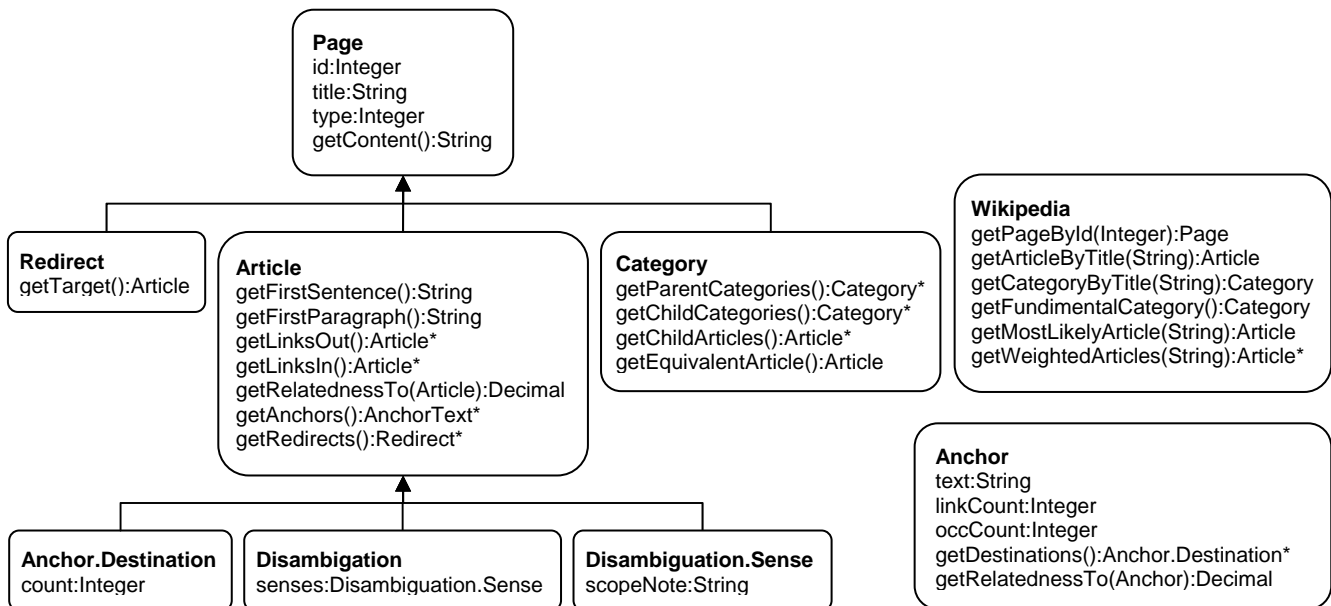 Page
id:Integer
title:String
type:Integer
getContent():String
Redirect
getTarget():Article
Article
getFirstSentence():String
getFirstParagraph():String
getLinksOut():Article*
getLinksIn():Article*
getRelatednessTo(Article):Decimal
getAnchors():AnchorText*
getRedirects():Redirect*
Category
getParentCategories():Category*
getChildCategories():Category*
getChildArticles():Article*
getEquivalentArticle():Article
Wikipedia
getPageById(Integer):Page
getArticleByTitle(String):Article
getCategoryByTitle(String):Category
getFundimentalCategory():Category
getMostLikelyArticle(String):Article
getWeightedArticles(String):Article*
Anchor.Destination
count:Integer
Disambigation
senses:Disambiguation.Sense
Disambiguation.Sense
scopeNote:String
Anchor
text:String
linkCount:Integer
occCount:Integer
getDestinations():Anchor.Destination*
getRelatednessTo(Anchor):Decimal